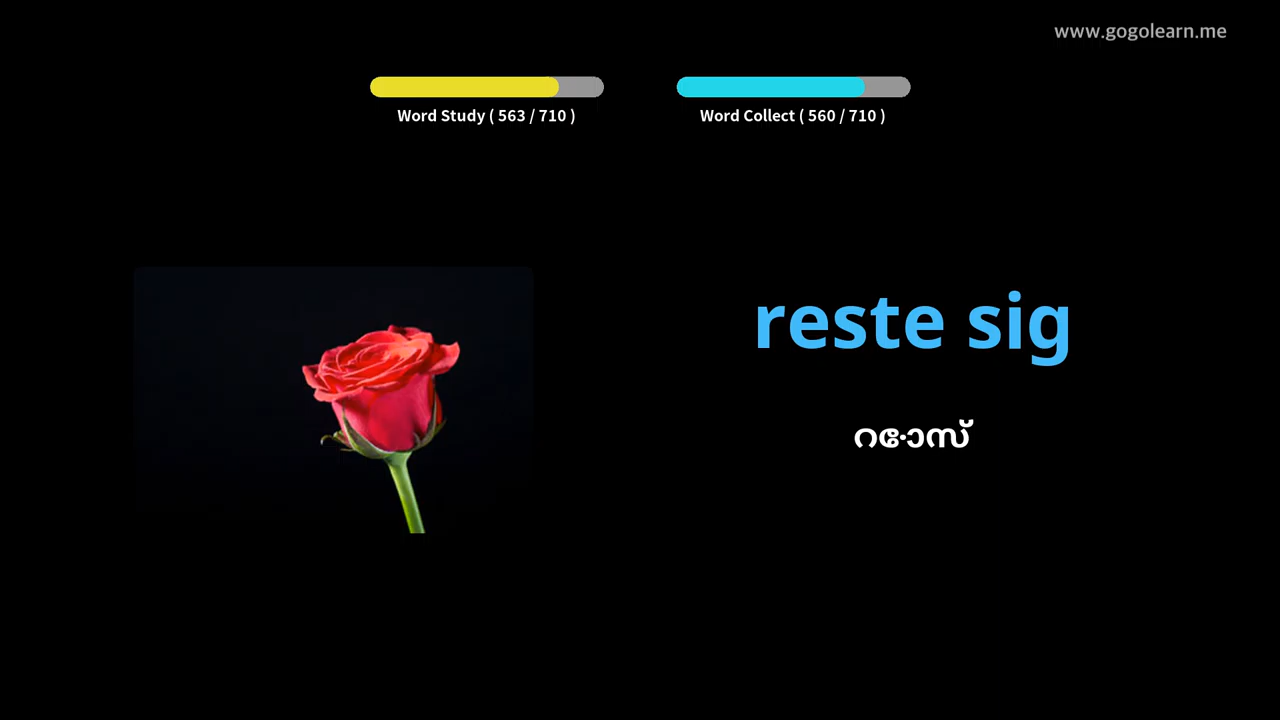 www.gogolearn.me
Word Study ( 563 / 710 )
Word Collect ( 560 / 710 )
reste sig
റോസ്